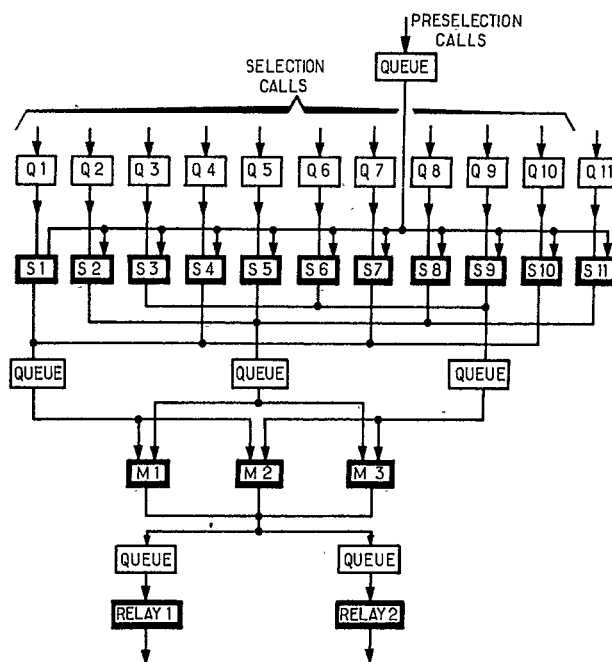 PRESELECTION
CALLS
QUEUE
SELECTION
CALLS
Q1 Q2 Q3 Q4 Q5 Q6 Q7 Q8 Q9 Q10 Q11
S1 S2 S3 S4 S5 S6 S7 S8 S9 S10 S11
QUEUE QUEUE QUEUE
M1 M2 M3
QUEUE QUEUE
RELAY 1 RELAY 2